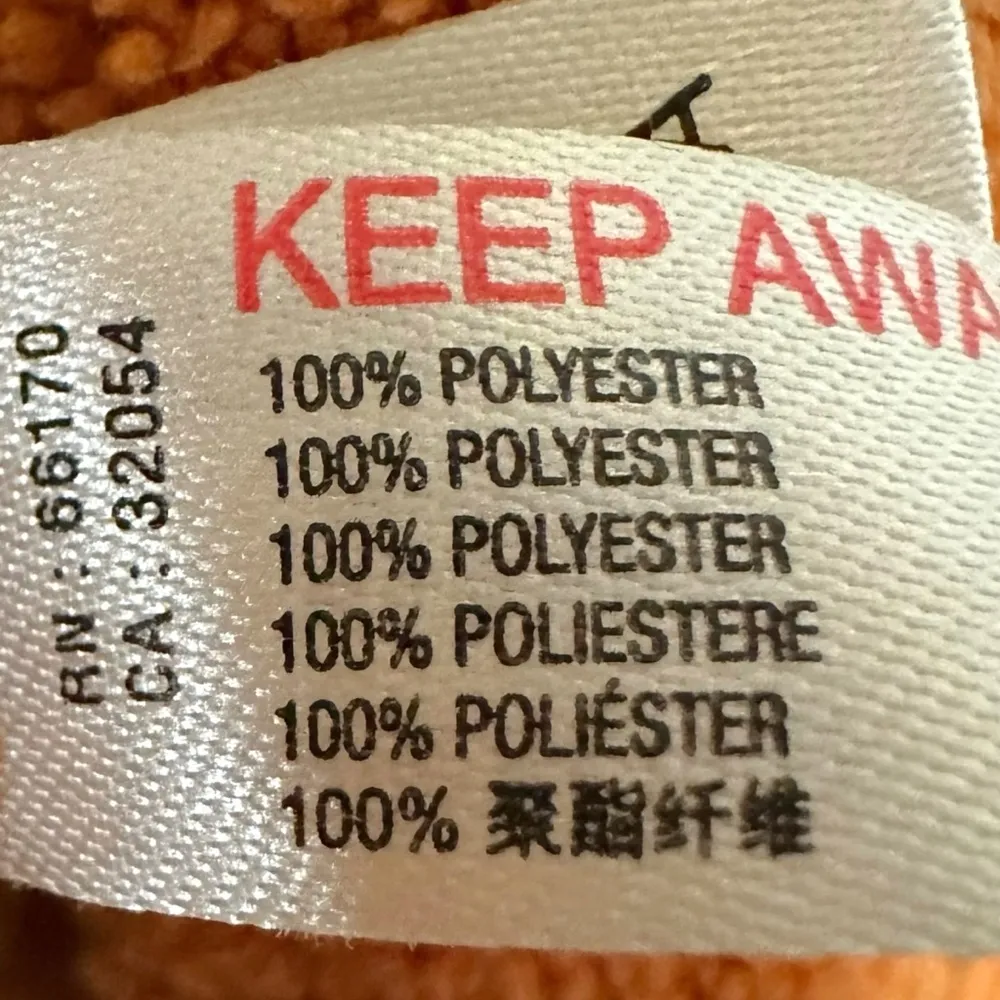 KEEP
100% POLYESTER
100% POLYESTER
100% POLYESTER
100% POLIESTERE
100% POLIÉSTER
100% 聚酯纤维
RN: 66170
CA: 32054